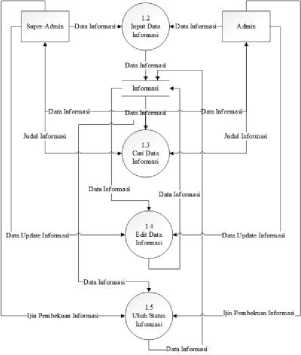 Super Admin
Data Informasi
1.2
Input Data
Informasi
Data Informasi
Admin
Data Informasi
Informasi
Data Informasi
Data Informasi
Data Informasi
Judul Informasi
1.3
Cari Data
Informasi
Judul Informasi
Data Informasi
Data Informasi
Data Update Informasi
1.4
Edit Data
Informasi
Data Update Informasi
Data Informasi
Ijin Pembekuan Informasi
1.5
Ubah Status
Informasi
Ijin Pembekuan Informasi
Data Informasi